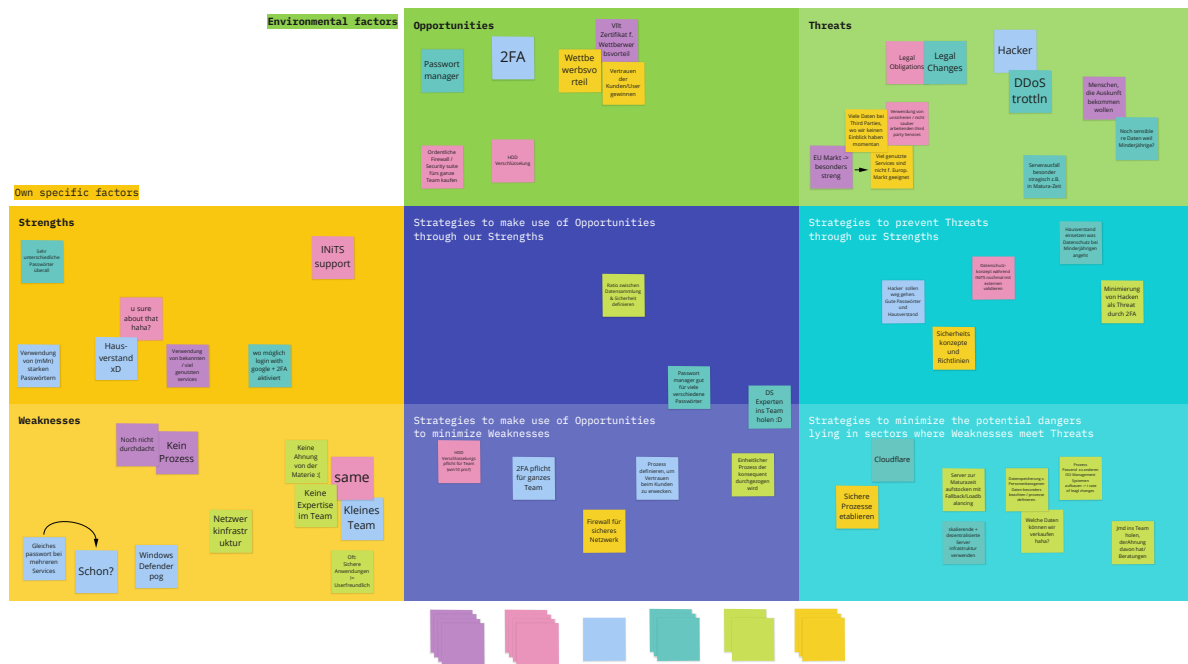 Environmental factors
Opportunities
Passwort
manager
2FA
Wettbe
werbsvo
rteil
Vllt
Zertifikat f.
Wettberwer
bsvorteil
Vertrauen
der
Kunden/User
gewinnen
Ordentliche
Firewall /
Security suite
fürs ganze
Team kaufen
HDD
Verschlüsselung
Threats
Legal
Obligations
Legal
Changes
Hacker
DDoS
trottln
Menschen,
die Auskunft
bekommen
wollen
Noch sensible
re Daten weil
Minderjährige?
Viele Daten bei
Third Parties,
wo wir keinen
Einblick haben
momentan
Verwendung von
unsicheren / nicht
sauber
arbeitenden third
party Services
EU Markt ->
besonders
streng
Viel genutzte
Services sind
nicht f. Europ.
Markt geeignet
Serverausfall
besonder
stragisch z.B.
in Matura-Zeit
Own specific factors
Strengths
Sehr
unterschiedliche
Passwörter
überall
INiTS
support
u sure
about that
haha?
Verwendung
von (mMn)
starken
Passwörtern
Haus-
verstand
xD
Verwendung
von bekannten
/ viel
genutzten
services
wo möglich
login with
google + 2FA
aktiviert
Strategies to make use of Opportunities
through our Strengths
Ratio zwischen
Datensammlung
& Sicherheit
definieren
Passwort
manager gut
für viele
verschiedene
Passwörter
DS
Experten
ins Team
holen :D
Strategies to prevent Threats
through our Strengths
Hausverstand
einsetzen was
Datenschutz bei
Minderjährigen
angeht
Datenschutz-
konzept während
INiTS nochmal mit
externen
validieren
Hacker sollen
weg gehen.
Gute Passwörter
und
Hausverstand
Minimierung
von Hacken
als Threat
durch 2FA
Sicherheits
konzepte
und
Richtlinien
Weaknesses
Noch nicht
durchdacht
Kein
Prozess
Keine
Ahnung
von der
Materie :(
same
Keine
Expertise
im Team
Kleines
Team
Netzwer
kinfrastr
uktur
Gleiches
passwort bei
mehreren
Services
Schon?
Windows
Defender
pog
Oft:
Sichere
Anwendungen
!=
Userfreundlich
Strategies to make use of Opportunities
to minimize Weaknesses
HDD
Verschlüsselungs
pflicht für Team
2FA pflicht
für ganzes
Team
Prozess
definieren, um
Vertrauen
beim Kunden
zu erwecken.
Einheitlicher
Prozess der
konsequent
durchgezogen
wird
Firewall für
sicheres
Netzwerk
Strategies to minimize the potential dangers
lying in sectors where Weaknesses meet Threats
Cloudflare
Sichere
Prozesse
etablieren
Server zur
Maturazeit
aufstocken mit
Fallback/Loadb
alancing
skalierende +
dezentralisierte
Server
infrastruktur
verwenden
Welche Daten
können wir
verkaufen
haha?
Jmd ins Team
holen,
derAhnung
davon hat/
Beratungen